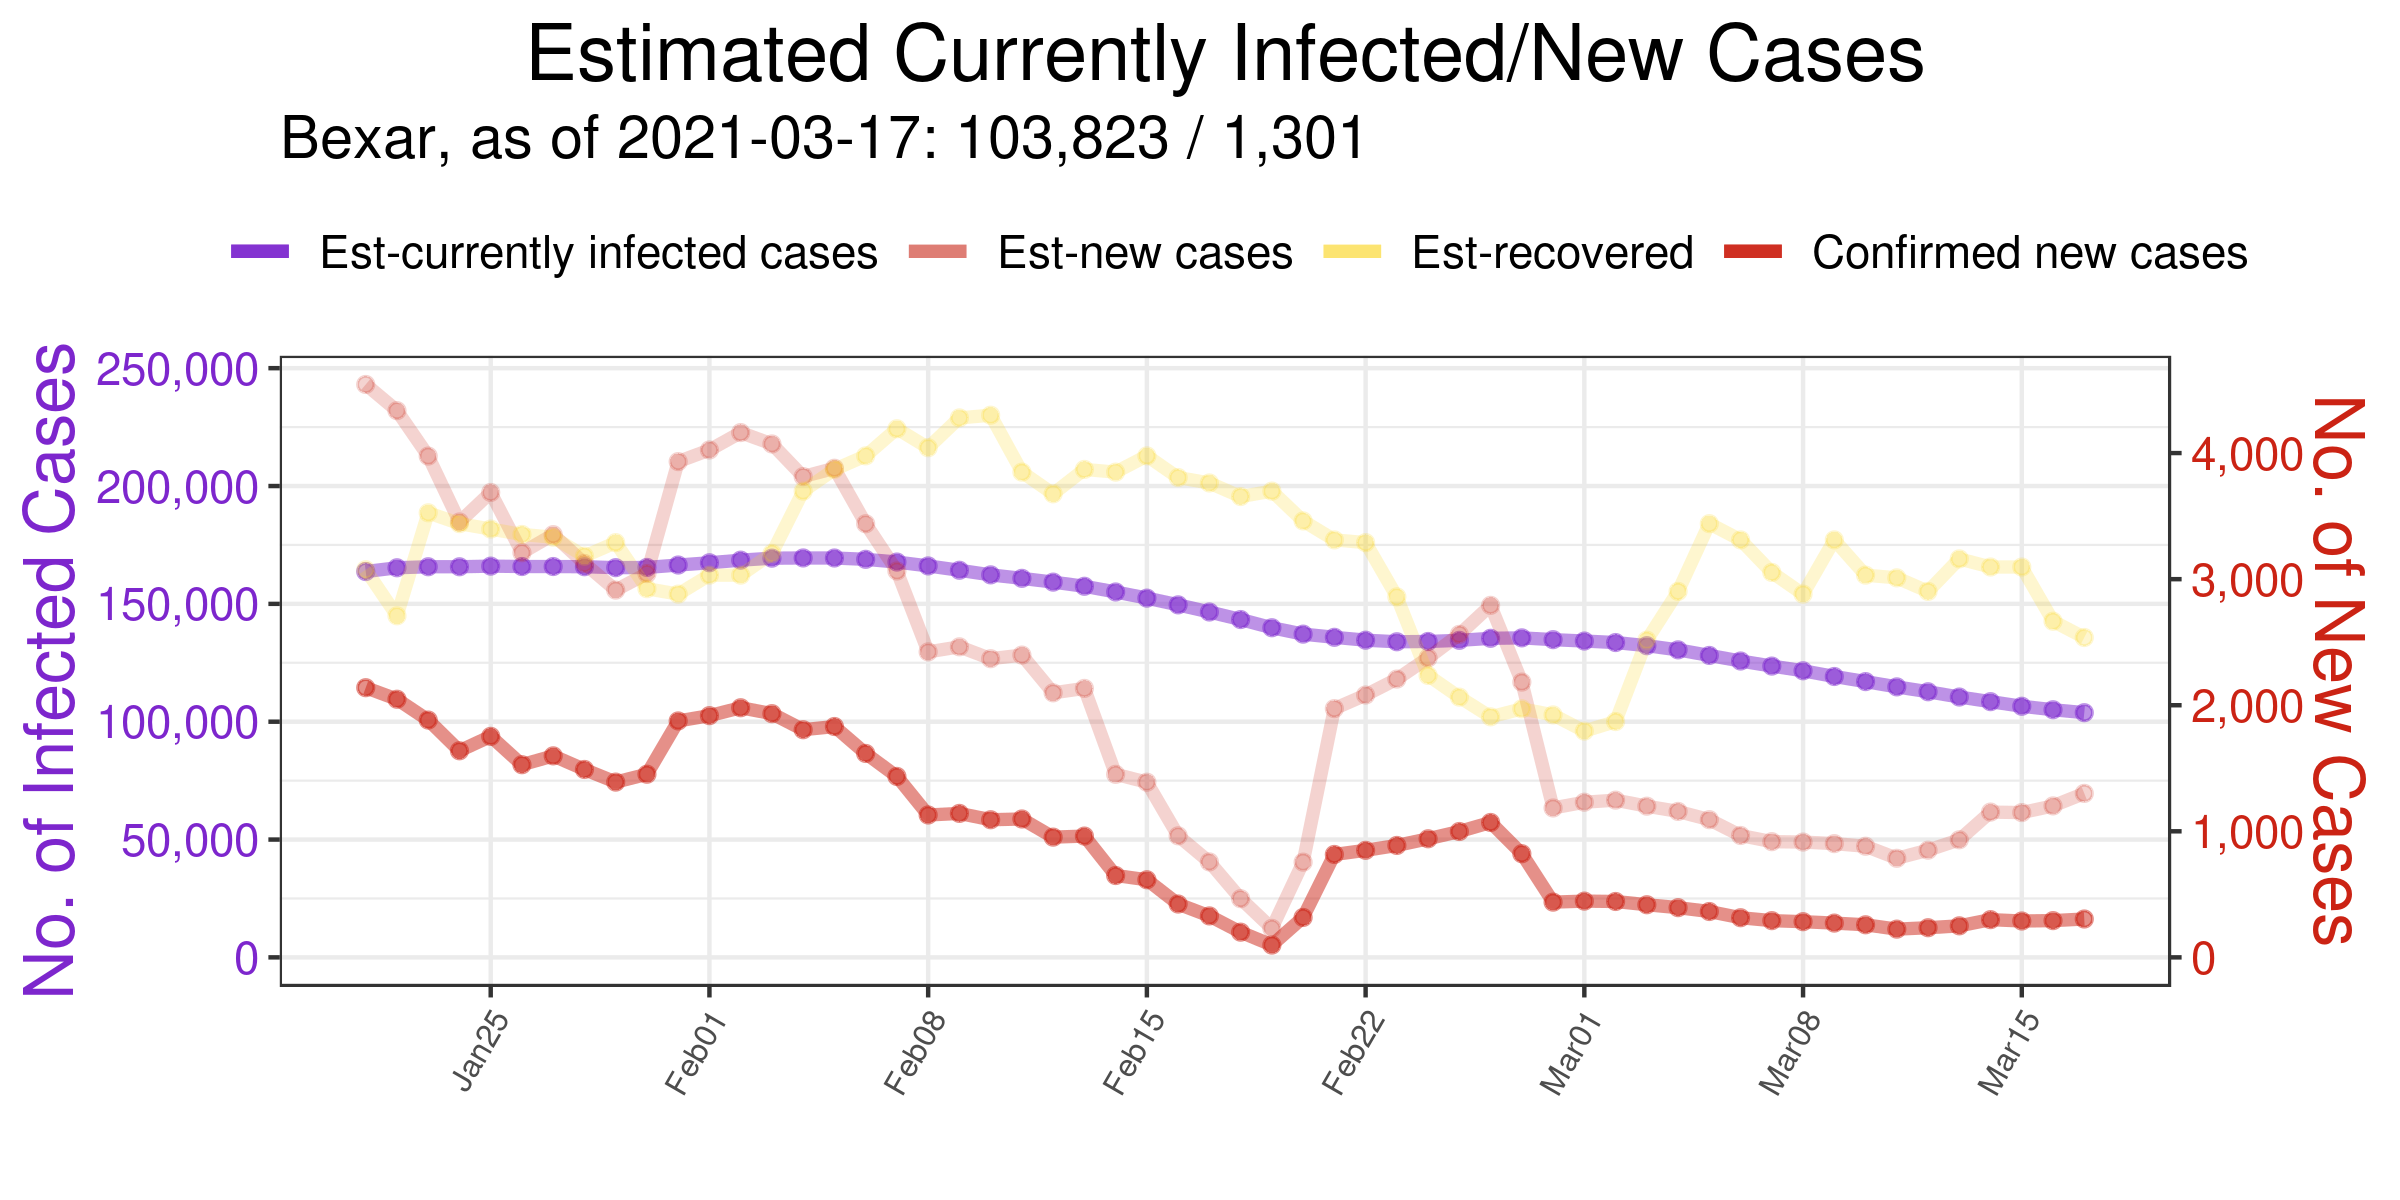 Estimated Currently Infected/New Cases
Bexar, as of 2021-03-17: 103,823 / 1,301
Est-currently infected cases Est-new cases Est-recovered Confirmed new cases
No. of Infected Cases
250,000
200,000
150,000
100,000
50,000
0
4,000
3,000
2,000
1,000
0
No. of New Cases
Jan25 Feb01 Feb08 Feb15 Feb22 Mar01 Mar08 Mar15